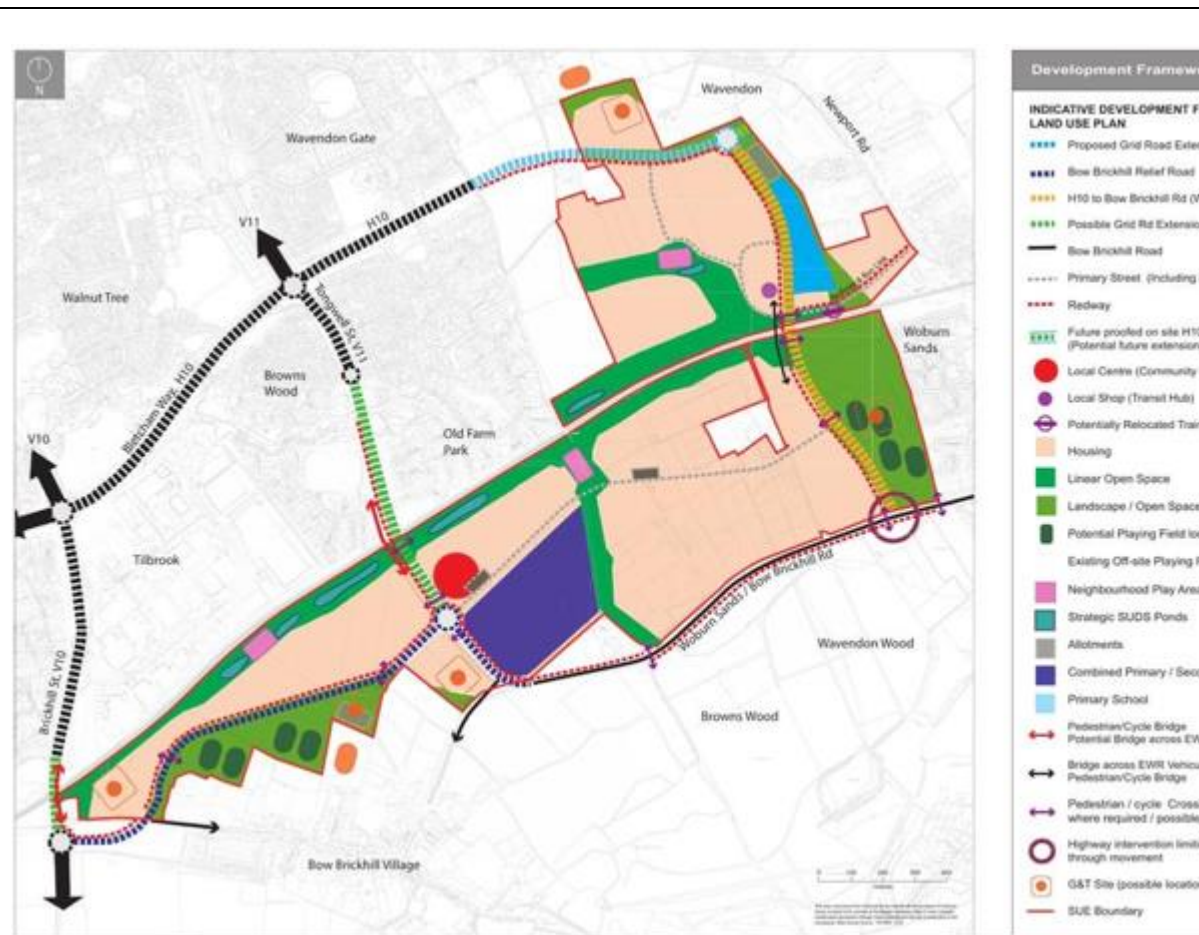 N
Wavendon
Newport Rd
Wavendon Gate
V11
H10
Walnut Tree
Tongwell St, V11
Woburn
Sands
Browns
Wood
Bletcham Way, H10
V10
Old Farm
Park
Tilbrook
Woburn Sands / Bow Brickhill Rd
Wavendon Wood
Brickhill St, V10
Browns Wood
Bow Brickhill Village
Development Framew
INDICATIVE DEVELOPMENT F
LAND USE PLAN
Proposed Grid Road Exter
Bow Brickhill Relief Road
H10 to Bow Brickhill Rd (W
Possible Grid Rd Extensio
Bow Brickhill Road
Primary Street (Including
Redway
Future proofed on site H10
(Potential future extension
Local Centre (Community
Local Shop (Transit Hub)
Potentially Relocated Train
Housing
Linear Open Space
Landscape / Open Space
Potential Playing Field loc
Existing Off-site Playing F
Neighbourhood Play Area
Strategic SUDS Ponds
Allotments
Combined Primary / Seco
Primary School
Pedestrian/Cycle Bridge
Potential Bridge across EW
Bridge across EWR Vehicu
Pedestrian/Cycle Bridge
Pedestrian / cycle Cross
where required / possible
Highway intervention limiti
through movement
G&T Site (possible location
SUE Boundary